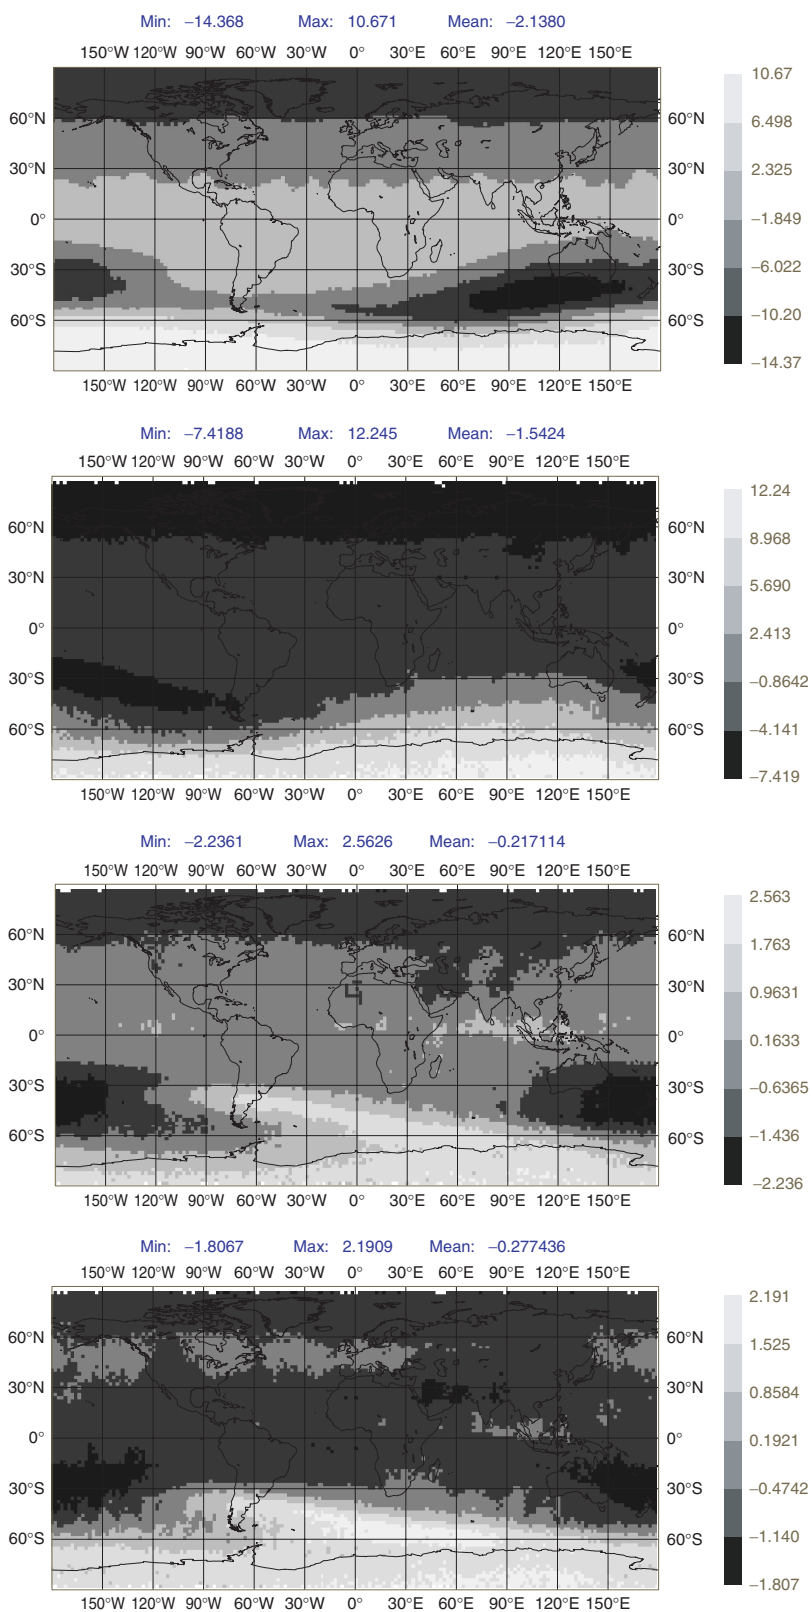 Min: −14.368 Max: 10.671 Mean: −2.1380
150°W 120°W 90°W 60°W 30°W 0° 30°E 60°E 90°E 120°E 150°E
60°N 60°N
30°N 30°N
0° 0°
30°S 30°S
60°S 60°S
150°W 120°W 90°W 60°W 30°W 0° 30°E 60°E 90°E 120°E 150°E
10.67
6.498
2.325
−1.849
−6.022
−10.20
−14.37
Min: −7.4188 Max: 12.245 Mean: −1.5424
150°W 120°W 90°W 60°W 30°W 0° 30°E 60°E 90°E 120°E 150°E
60°N 60°N
30°N 30°N
0° 0°
30°S 30°S
60°S 60°S
150°W 120°W 90°W 60°W 30°W 0° 30°E 60°E 90°E 120°E 150°E
12.24
8.968
5.690
2.413
−0.8642
−4.141
−7.419
Min: −2.2361 Max: 2.5626 Mean: −0.217114
150°W 120°W 90°W 60°W 30°W 0° 30°E 60°E 90°E 120°E 150°E
60°N 60°N
30°N 30°N
0° 0°
30°S 30°S
60°S 60°S
150°W 120°W 90°W 60°W 30°W 0° 30°E 60°E 90°E 120°E 150°E
2.563
1.763
0.9631
0.1633
−0.6365
−1.436
−2.236
Min: −1.8067 Max: 2.1909 Mean: −0.277436
150°W 120°W 90°W 60°W 30°W 0° 30°E 60°E 90°E 120°E 150°E
60°N 60°N
30°N 30°N
0° 0°
30°S 30°S
60°S 60°S
150°W 120°W 90°W 60°W 30°W 0° 30°E 60°E 90°E 120°E 150°E
2.191
1.525
0.8584
0.1921
−0.4742
−1.140
−1.807